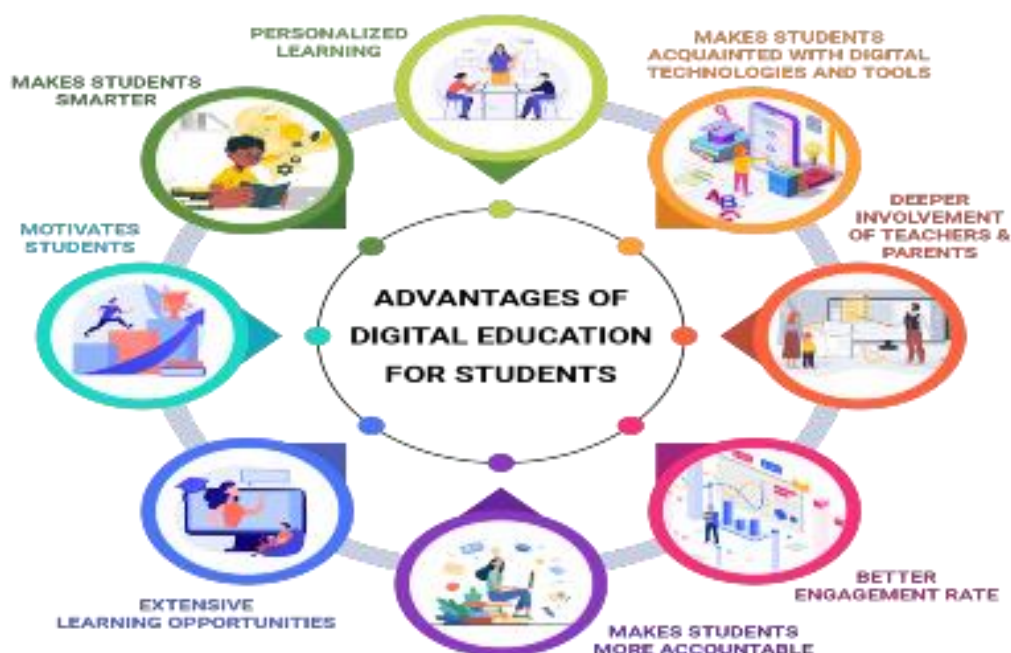 PERSONALIZED
LEARNING
MAKES STUDENTS
ACQUAINTED WITH DIGITAL
TECHNOLOGIES AND TOOLS
DEEPER
INVOLVEMENT
OF TEACHERS &
PARENTS
BETTER
ENGAGEMENT RATE
MAKES STUDENTS
MORE ACCOUNTABLE
EXTENSIVE
LEARNING OPPORTUNITIES
MOTIVATES
STUDENTS
MAKES STUDENTS
SMARTER
ADVANTAGES OF
DIGITAL EDUCATION
FOR STUDENTS
A
B